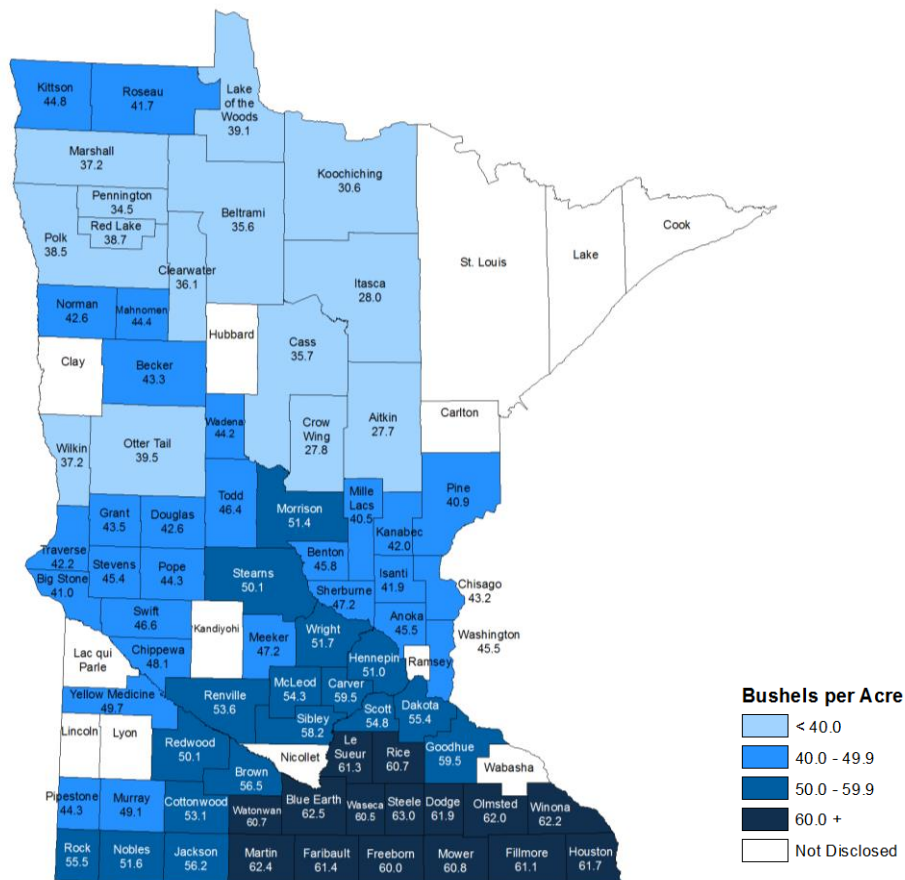 Kittson
44.8
Roseau
41.7
Lake
of the
Woods
39.1
Marshall
37.2
Koochiching
30.6
Pennington
34.5
Red Lake
38.7
Beltrami
35.6
Polk
38.5
Clearwater
36.1
Itasca
28.0
St. Louis
Lake
Cook
Norman
42.6
Mahnomen
44.4
Hubbard
Cass
35.7
Clay
Becker
43.3
Wadena
44.2
Crow
Wing
27.8
Aitkin
27.7
Carlton
Wilkin
37.2
Otter Tail
39.5
Todd
46.4
Morrison
51.4
Mille
Lacs
40.5
Kanabec
42.0
Pine
40.9
Grant
43.5
Douglas
42.6
Traverse
42.2
Big Stone
41.0
Stevens
45.4
Pope
44.3
Stearns
50.1
Benton
45.8
Sherburne
47.2
Isanti
41.9
Chisago
43.2
Swift
46.6
Kandiyohi
Meeker
47.2
Wright
51.7
Anoka
45.5
Washington
45.5
Hennepin
51.0
Ramsey
Lac qui
Parle
Chippewa
48.1
Yellow Medicine
49.7
Renville
53.6
McLeod
54.3
Carver
59.5
Scott
54.8
Dakota
55.4
Sibley
58.2
Lincoln
Lyon
Redwood
50.1
Brown
56.5
Nicollet
Le
Sueur
61.3
Rice
60.7
Goodhue
59.5
Wabasha
Pipestone
44.3
Murray
49.1
Cottonwood
53.1
Watonwan
60.7
Blue Earth
62.5
Waseca
60.5
Steele
63.0
Dodge
61.9
Olmsted
62.0
Winona
62.2
Rock
55.5
Nobles
51.6
Jackson
56.2
Martin
62.4
Faribault
61.4
Freeborn
60.0
Mower
60.8
Fillmore
61.1
Houston
61.7
Bushels per Acre
< 40.0
40.0 - 49.9
50.0 - 59.9
60.0 +
Not Disclosed